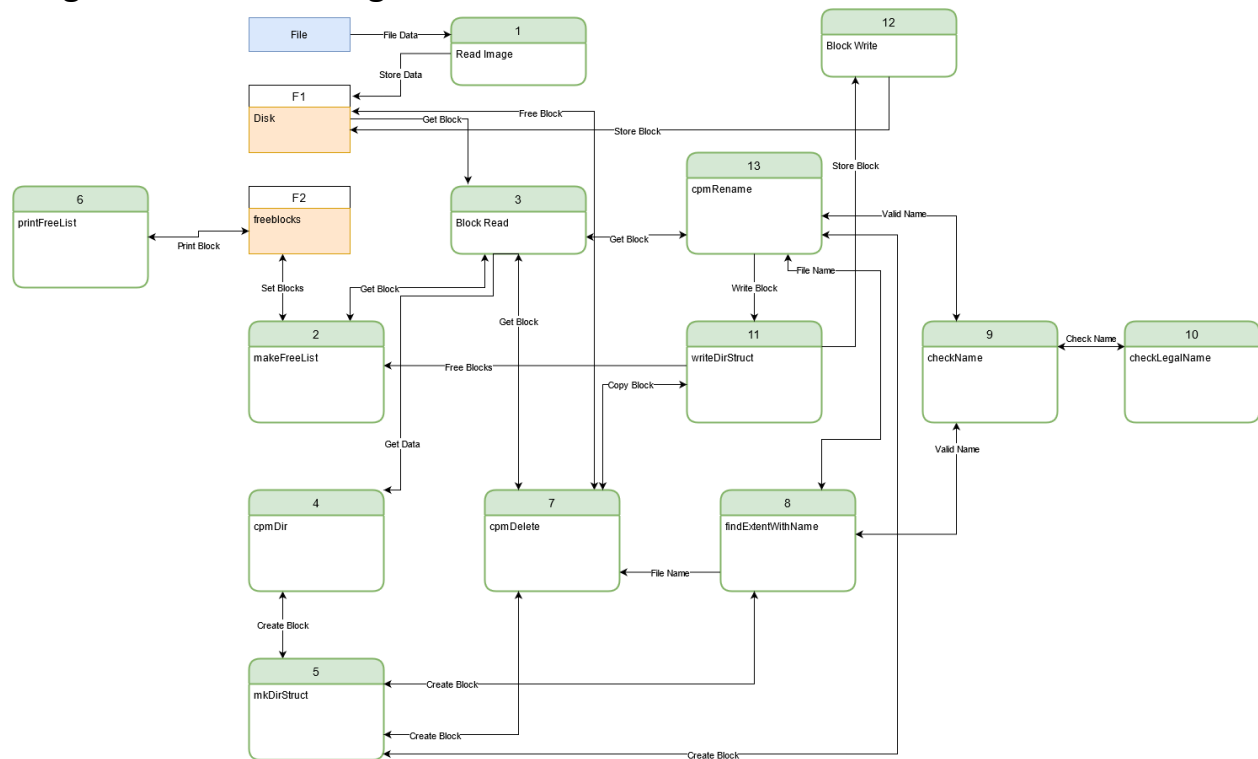 File
File Data
1
Read Image
12
Block Write
Store Data
F1
Disk
Free Block
Get Block
Store Block
13
cpmRename
Store Block
6
printFreeList
F2
freeblocks
3
Block Read
Valid Name
Print Block
Get Block
File Name
Set Blocks
Get Block
Write Block
Get Block
2
makeFreeList
11
writeDirStruct
9
checkName
Check Name
10
checkLegalName
Free Blocks
Copy Block
Get Data
Valid Name
4
cpmDir
7
cpmDelete
8
findExtentWithName
File Name
Create Block
5
mkDirStruct
Create Block
Create Block
Create Block